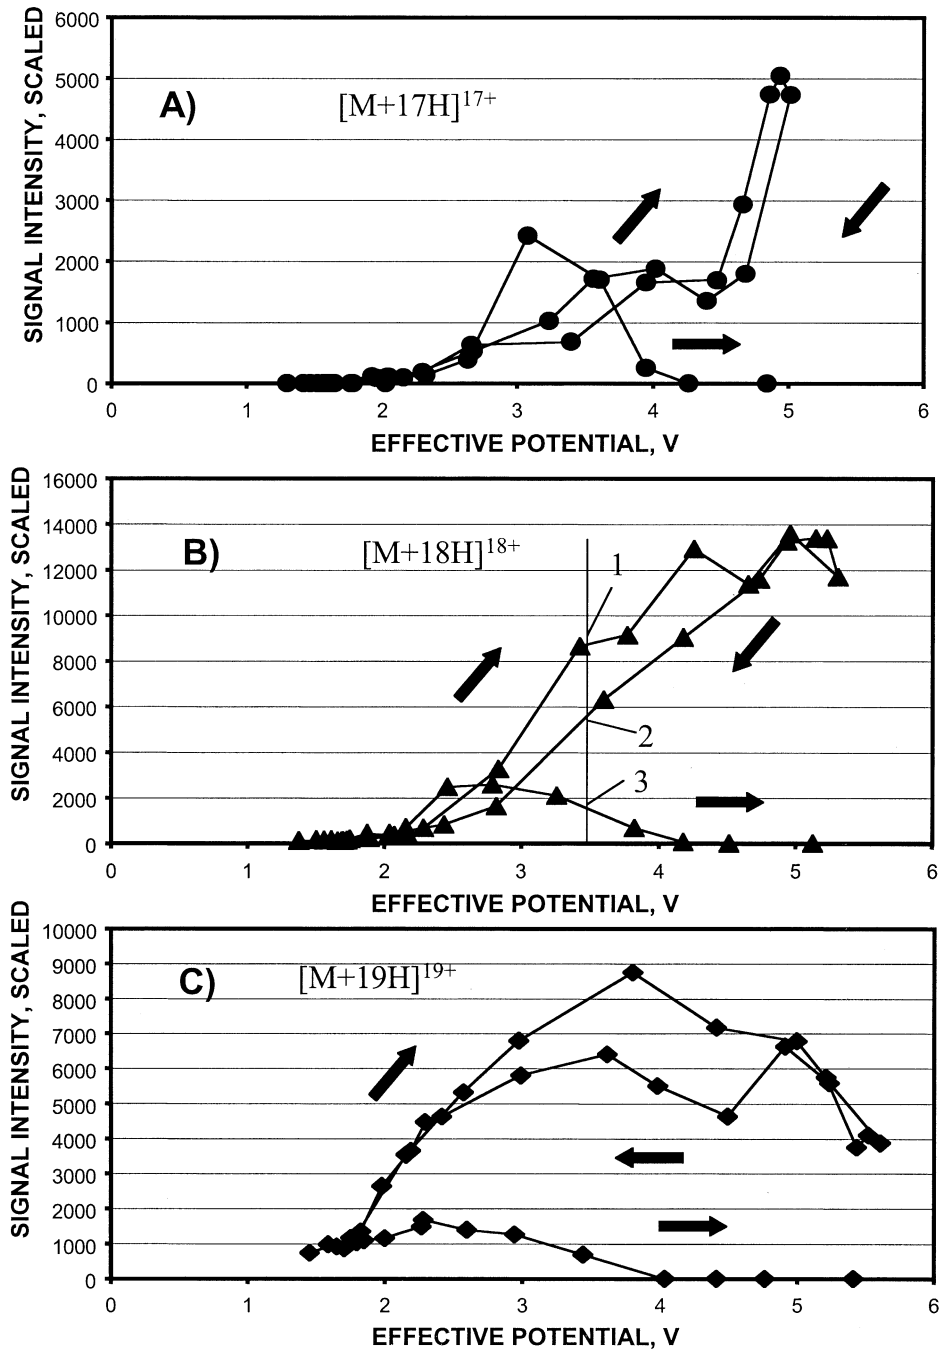 SIGNAL INTENSITY, SCALED
6000
5000
4000
3000
2000
1000
0
A)
[M+17H]17+
0 1 2 3 4 5 6
EFFECTIVE POTENTIAL, V
SIGNAL INTENSITY, SCALED
16000
14000
12000
10000
8000
6000
4000
2000
0
B)
[M+18H]18+
1
2
3
0 1 2 3 4 5 6
EFFECTIVE POTENTIAL, V
SIGNAL INTENSITY, SCALED
10000
9000
8000
7000
6000
5000
4000
3000
2000
1000
0
C)
[M+19H]19+
0 1 2 3 4 5 6
EFFECTIVE POTENTIAL, V